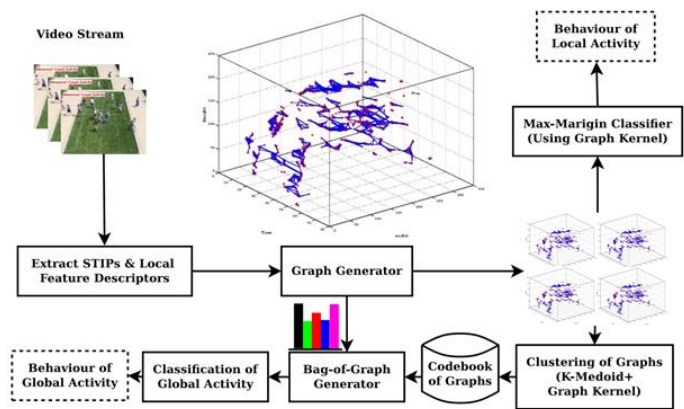 Video Stream
Behaviour of
Local Activity
Max-Marigin Classifier
(Using Graph Kernel)
Extract STIPs & Local
Feature Descriptors
Graph Generator
Behaviour of
Global Activity
Classification of
Global Activity
Bag-of-Graph
Generator
Codebook
of Graphs
Clustering of Graphs
(K-Medoid+
Graph Kernel)